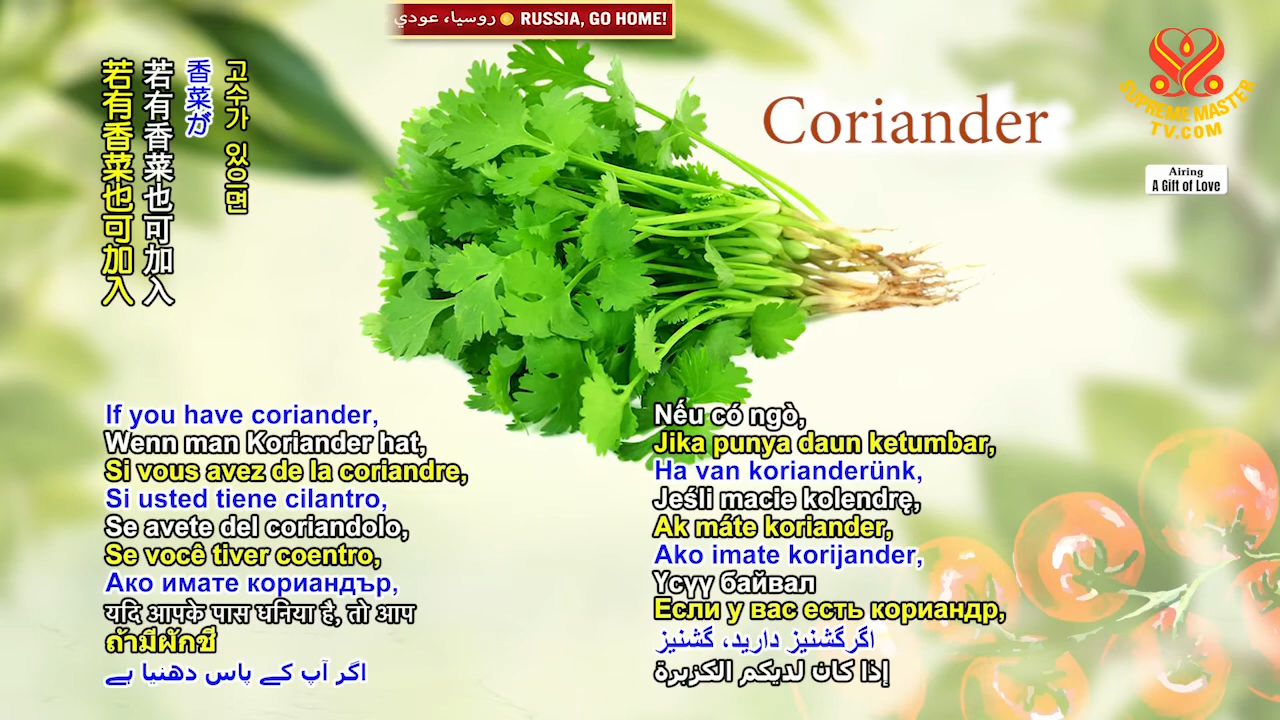 روسيا، عودي RUSSIA, GO HOME!
Coriander
SUPREME MASTER
TV.COM
Airing
A Gift of Love
고수가 있으면
香菜が
若有香菜也可加入
若有香菜也可加入
If you have coriander,
Wenn man Koriander hat,
Si vous avez de la coriandre,
Si usted tiene cilantro,
Se avete del coriandolo,
Se você tiver coentro,
Ако имате кориандър,
यदि आपके पास धनिया है, तो आप
ถ้ามีผักชี
اگر آپ کے پاس دھنیا ہے
Nếu có ngò,
Jika punya daun ketumbar,
Ha van korianderünk,
Jeśli macie kolendrę,
Ak máte koriander,
Ako imate korijander,
Үсүү байвал
Если у вас есть кориандр,
اگرگشنیز دارید، گشنیز
إذا كان لديكم الكزبرة